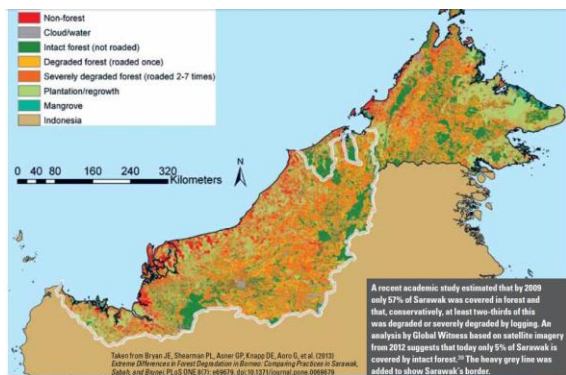 Non-forest
Cloud/water
Intact forest (not roaded)
Degraded forest (roaded once)
Severely degraded forest (roaded 2-7 times)
Plantation/regrowth
Mangrove
Indonesia
N
0 40 80 160 240 320
Kilometers
A recent academic study estimated that by 2009
only 57% of Sarawak was covered in forest and
that, conservatively, at least two-thirds of this
was degraded or severely degraded by logging. An
analysis by Global Witness based on satellite imagery
from 2012 suggests that today only 5% of Sarawak is
covered by intact forest.
The heavy grey line
was added to show Sarawak's border.
Taken from Bryan JE, Shearman PL, Asner GP, Knapp DE, Aoro G, et al. (2013)
Extreme Differences in Forest Degradation in Borneo: Comparing Practices in Sarawak,
Sabah, and Brunei. PLoS ONE 8(7): e69679. doi:10.1371/journal.pone.0069679